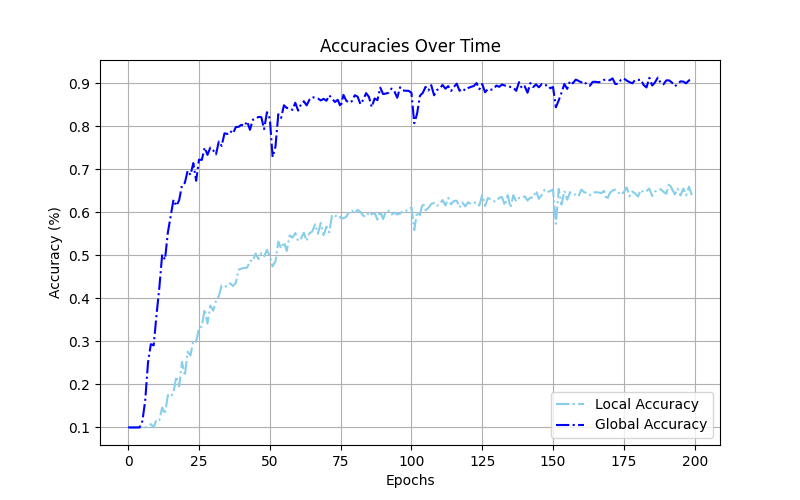 Accuracies Over Time
Accuracy (%)
0.9
0.8
0.7
0.6
0.5
0.4
0.3
0.2
0.1
Local Accuracy
Global Accuracy
0 25 50 75 100 125 150 175 200
Epochs